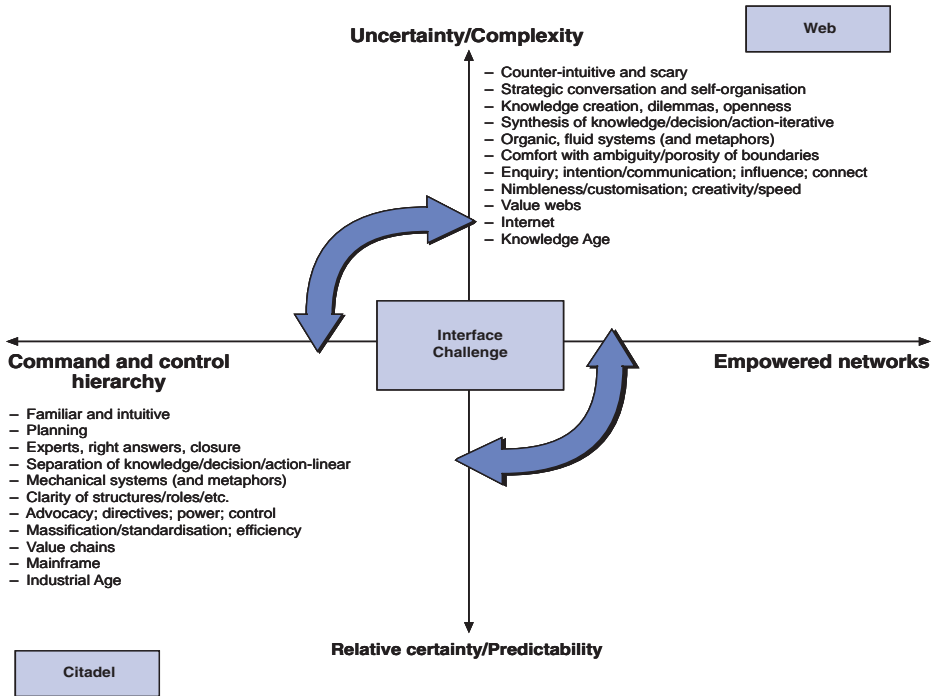 Web
Uncertainty/Complexity
– Counter-intuitive and scary
– Strategic conversation and self-organisation
– Knowledge creation, dilemmas, openness
– Synthesis of knowledge/decision/action-iterative
– Organic, fluid systems (and metaphors)
– Comfort with ambiguity/porosity of boundaries
– Enquiry; intention/communication; influence; connect
– Nimbleness/customisation; creativity/speed
– Value webs
– Internet
– Knowledge Age
Interface
Challenge
Command and control
hierarchy
Empowered networks
– Familiar and intuitive
– Planning
– Experts, right answers, closure
– Separation of knowledge/decision/action-linear
– Mechanical systems (and metaphors)
– Clarity of structures/roles/etc.
– Advocacy; directives; power; control
– Massification/standardisation; efficiency
– Value chains
– Mainframe
– Industrial Age
Relative certainty/Predictability
Citadel